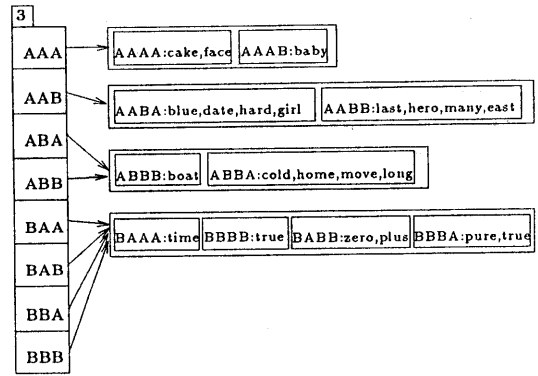 3
AAA
AAAA:cake,face
AAAB:baby
AAB
AABA:blue,date,hard,girl
AABB:last,hero,many,east
ABA
ABB
ABBB:boat
ABBA:cold,home,move,long
BAA
BAAA:time
BBBB:true
BABB:zero,plus
BBBA:pure,true
BAB
BBA
BBB